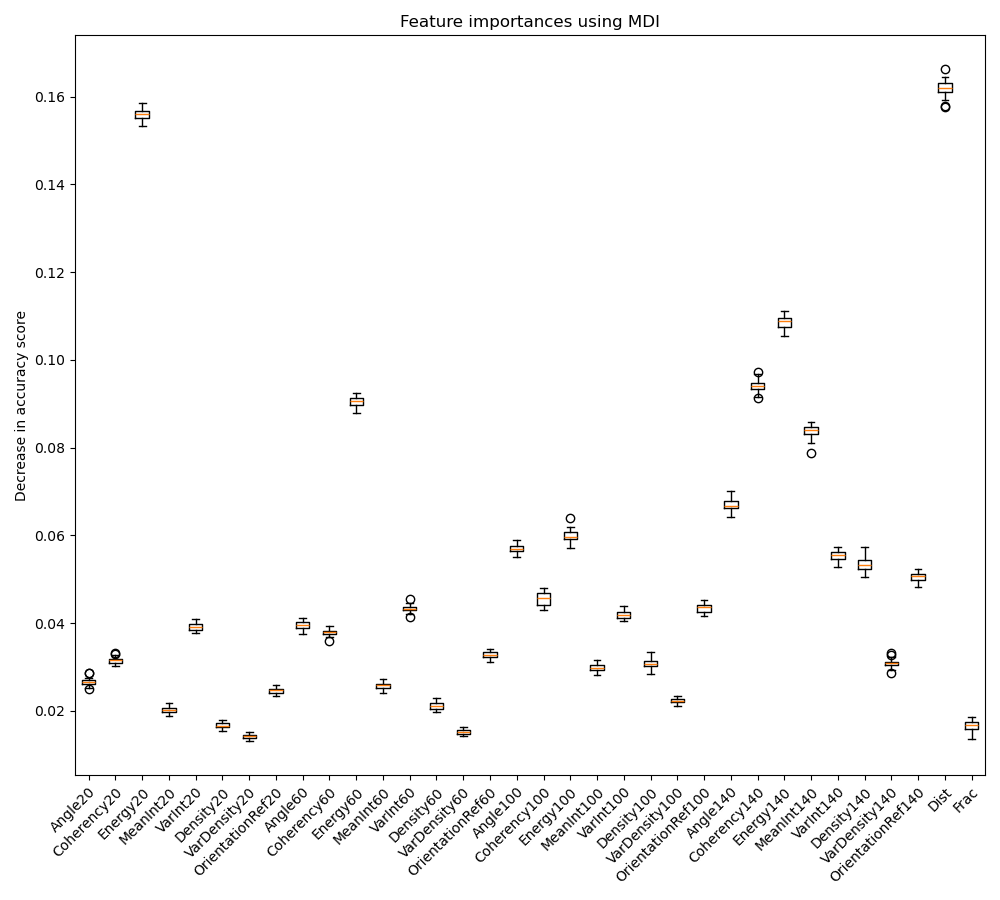 Feature importances using MDI
Decrease in accuracy score
0.16
0.14
0.12
0.10
0.08
0.06
0.04
0.02
Angle20
Coherency20
Energy20
MeanInt20
VarInt20
Density20
VarDensity20
OrientationRef20
Angle60
Coherency60
Energy60
MeanInt60
VarInt60
Density60
VarDensity60
OrientationRef60
Angle100
Coherency100
Energy100
MeanInt100
VarInt100
Density100
VarDensity100
OrientationRef100
Angle140
Coherency140
Energy140
MeanInt140
VarInt140
Density140
VarDensity140
OrientationRef140
Dist
Frac